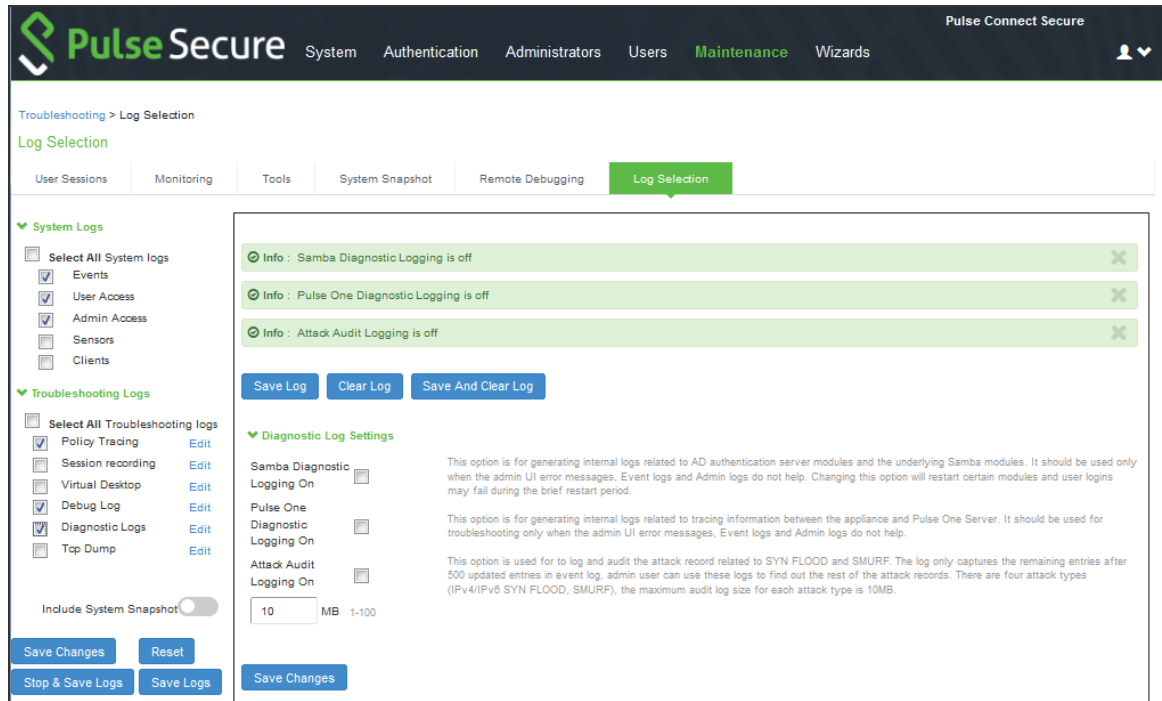 Pulse Connect Secure
Pulse Secure
System
Authentication
Administrators
Users
Maintenance
Wizards
Troubleshooting > Log Selection
Log Selection
User Sessions
Monitoring
Tools
System Snapshot
Remote Debugging
Log Selection
System Logs
Select All System logs
Events
User Access
Admin Access
Sensors
Clients
Troubleshooting Logs
Select All Troubleshooting logs
Policy Tracing Edit
Session recording Edit
Virtual Desktop Edit
Debug Log Edit
Diagnostic Logs Edit
Tcp Dump Edit
Include System Snapshot
Save Changes
Reset
Stop & Save Logs
Save Logs
Info : Samba Diagnostic Logging is off
Info : Pulse One Diagnostic Logging is off
Info : Attack Audit Logging is off
Save Log
Clear Log
Save And Clear Log
Diagnostic Log Settings
Samba Diagnostic
Logging On
This option is for generating internal logs related to AD authentication server modules and the underlying Samba modules. It should be used only
when the admin UI error messages, Event logs and Admin logs do not help. Changing this option will restart certain modules and user logins
may fail during the brief restart period.
Pulse One
Diagnostic
Logging On
This option is for generating internal logs related to tracing information between the appliance and Pulse One Server. It should be used for
troubleshooting only when the admin UI error messages, Event logs and Admin logs do not help.
Attack Audit
Logging On
This option is used for to log and audit the attack record related to SYN FLOOD and SMURF. The log only captures the remaining entries after
500 updated entries in event log, admin user can use these logs to find out the rest of the attack records. There are four attack types
(IPv4/IPv6 SYN FLOOD, SMURF), the maximum audit log size for each attack type is 10MB.
10 MB 1-100
Save Changes